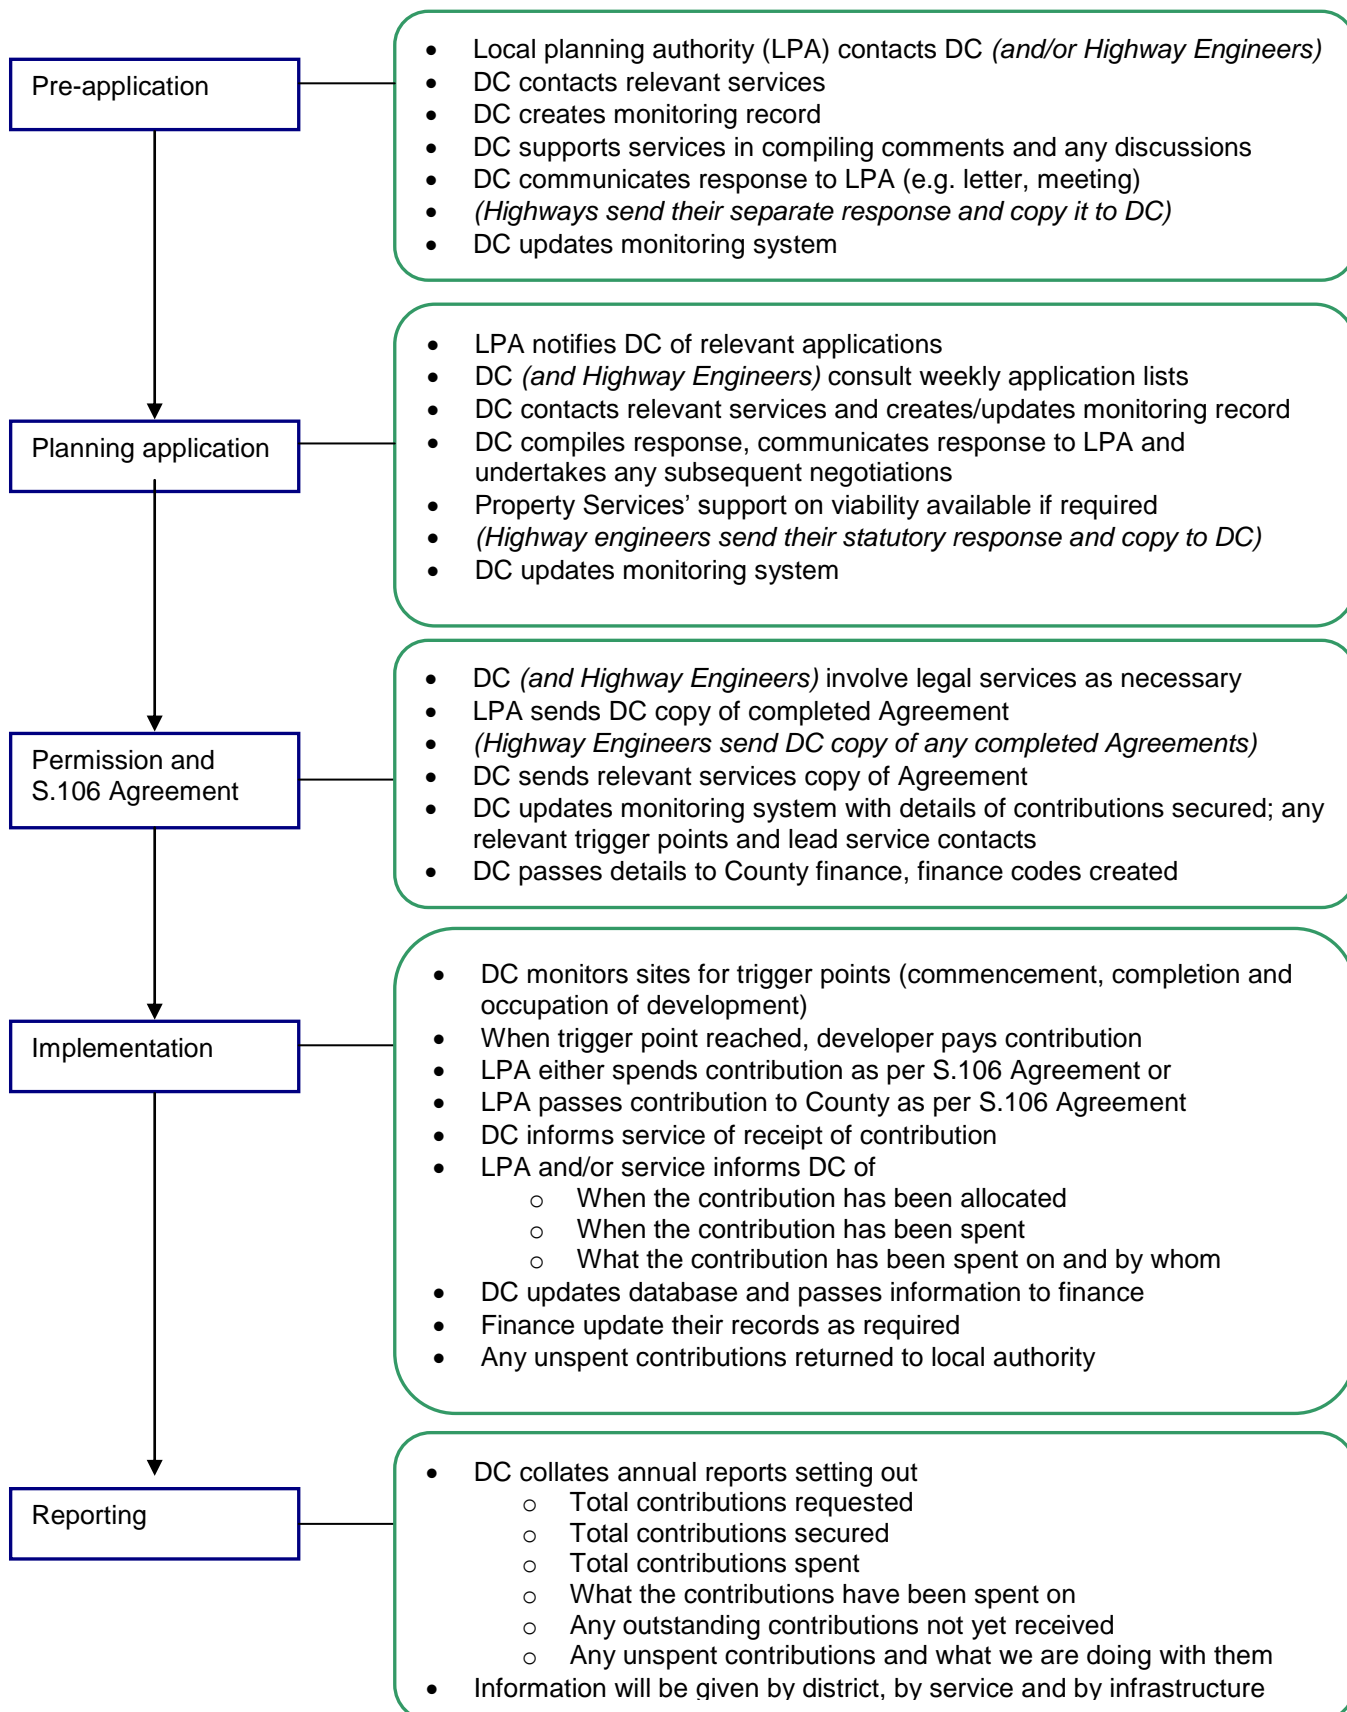 Pre-application
• Local planning authority (LPA) contacts DC (and/or Highway Engineers)
• DC contacts relevant services
• DC creates monitoring record
• DC supports services in compiling comments and any discussions
• DC communicates response to LPA (e.g. letter, meeting)
• (Highways send their separate response and copy it to DC)
• DC updates monitoring system
Planning application
• LPA notifies DC of relevant applications
• DC (and Highway Engineers) consult weekly application lists
• DC contacts relevant services and creates/updates monitoring record
• DC compiles response, communicates response to LPA and
undertakes any subsequent negotiations
• Property Services’ support on viability available if required
• (Highway engineers send their statutory response and copy to DC)
• DC updates monitoring system
Permission and
S.106 Agreement
• DC (and Highway Engineers) involve legal services as necessary
• LPA sends DC copy of completed Agreement
• (Highway Engineers send DC copy of any completed Agreements)
• DC sends relevant services copy of Agreement
• DC updates monitoring system with details of contributions secured; any
relevant trigger points and lead service contacts
• DC passes details to County finance, finance codes created
Implementation
• DC monitors sites for trigger points (commencement, completion and
occupation of development)
• When trigger point reached, developer pays contribution
• LPA either spends contribution as per S.106 Agreement or
• LPA passes contribution to County as per S.106 Agreement
• DC informs service of receipt of contribution
• LPA and/or service informs DC of
o When the contribution has been allocated
o When the contribution has been spent
o What the contribution has been spent on and by whom
• DC updates database and passes information to finance
• Finance update their records as required
• Any unspent contributions returned to local authority
Reporting
• DC collates annual reports setting out
o Total contributions requested
o Total contributions secured
o Total contributions spent
o What the contributions have been spent on
o Any outstanding contributions not yet received
o Any unspent contributions and what we are doing with them
• Information will be given by district, by service and by infrastructure